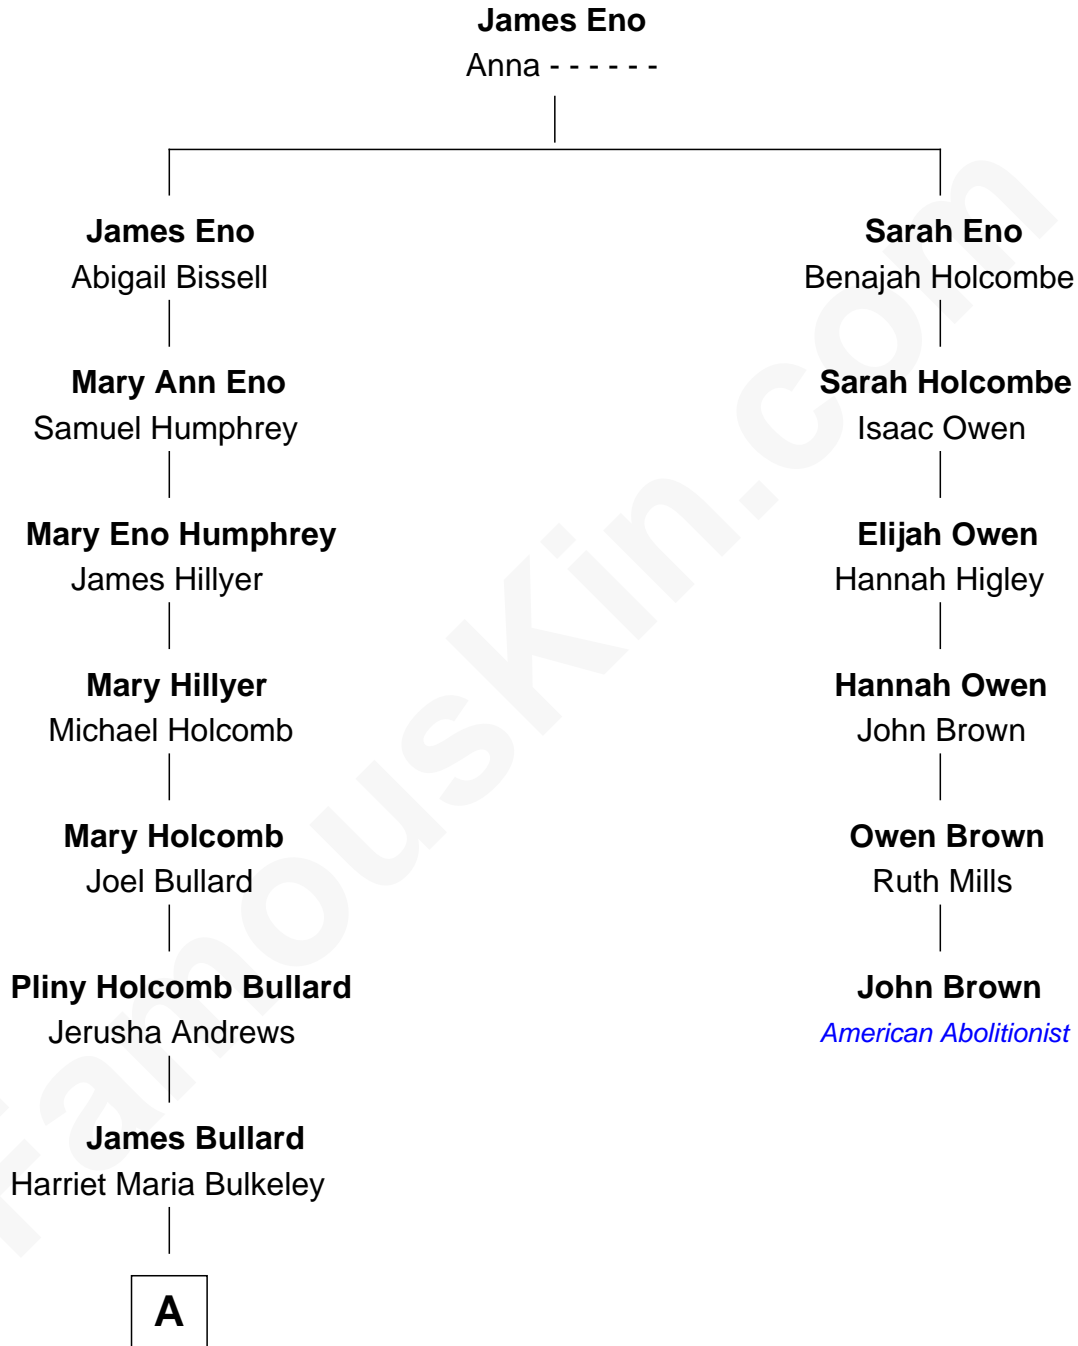 James Eno
Anna - - - - - -
James Eno
Abigail Bissell
Sarah Eno
Benajah Holcombe
Mary Ann Eno
Samuel Humphrey
Sarah Holcombe
Isaac Owen
Mary Eno Humphrey
James Hillyer
Elijah Owen
Hannah Higley
Mary Hillyer
Michael Holcomb
Hannah Owen
John Brown
Mary Holcomb
Joel Bullard
Owen Brown
Ruth Mills
Pliny Holcomb Bullard
Jerusha Andrews
John Brown
American Abolitionist
James Bullard
Harriet Maria Bulkeley
A
FamousKin.com